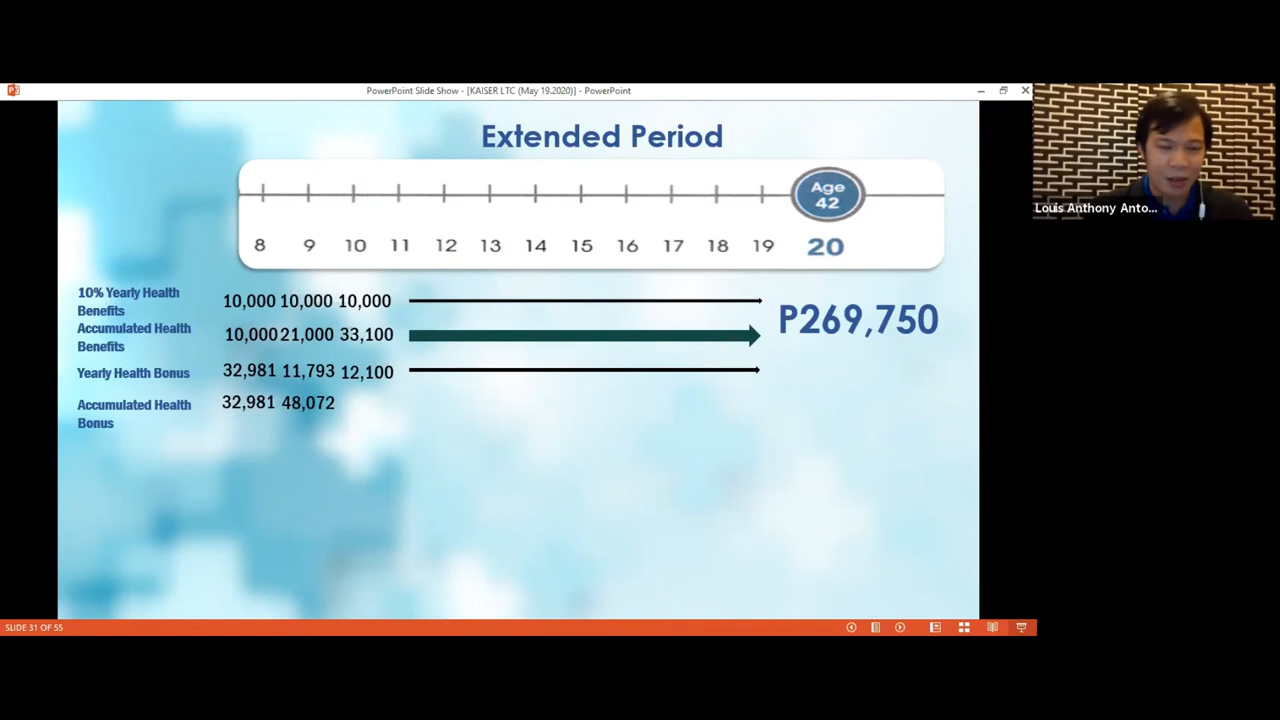 PowerPoint Slide Show - [KAISER LTC (May 19.2020)] - PowerPoint
Extended Period
Age
42
8 9 10 11 12 13 14 15 16 17 18 19 20
10% Yearly Health
Benefits
10,000 10,000 10,000
P269,750
Accumulated Health
Benefits
10,000 21,000 33,100
Yearly Health Bonus
32,981 11,793 12,100
Accumulated Health
Bonus
32,981 48,072
Louis Anthony Anto...
SLIDE 31 OF 55